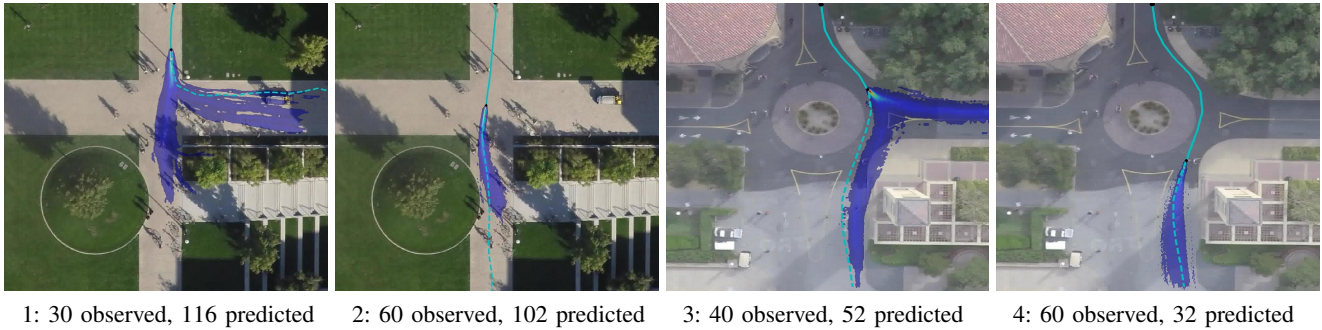 1: 30 observed, 116 predicted
2: 60 observed, 102 predicted
3: 40 observed, 52 predicted
4: 60 observed, 32 predicted